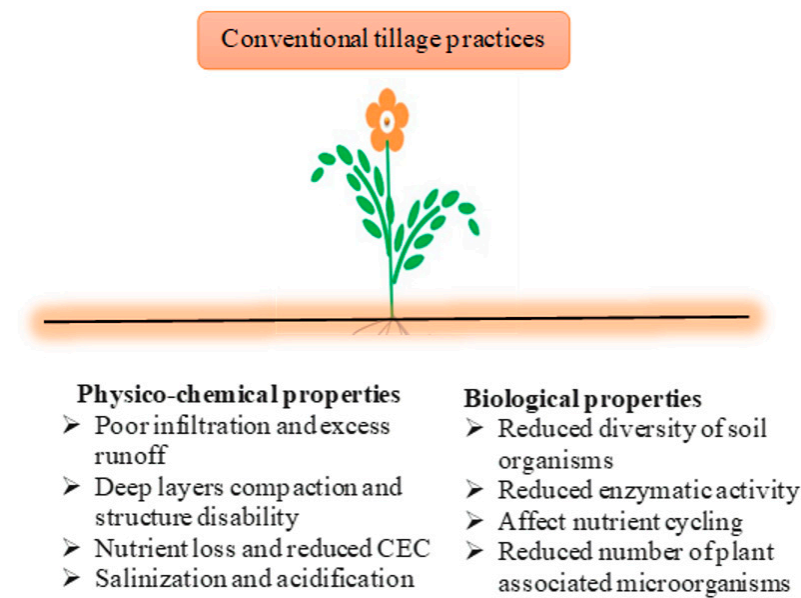 Conventional tillage practices
Physico-chemical properties
➢ Poor infiltration and excess
runoff
➢ Deep layers compaction and
structure disability
➢ Nutrient loss and reduced CEC
➢ Salinization and acidification
Biological properties
➢ Reduced diversity of soil
organisms
➢ Reduced enzymatic activity
➢ Affect nutrient cycling
➢ Reduced number of plant
associated microorganisms